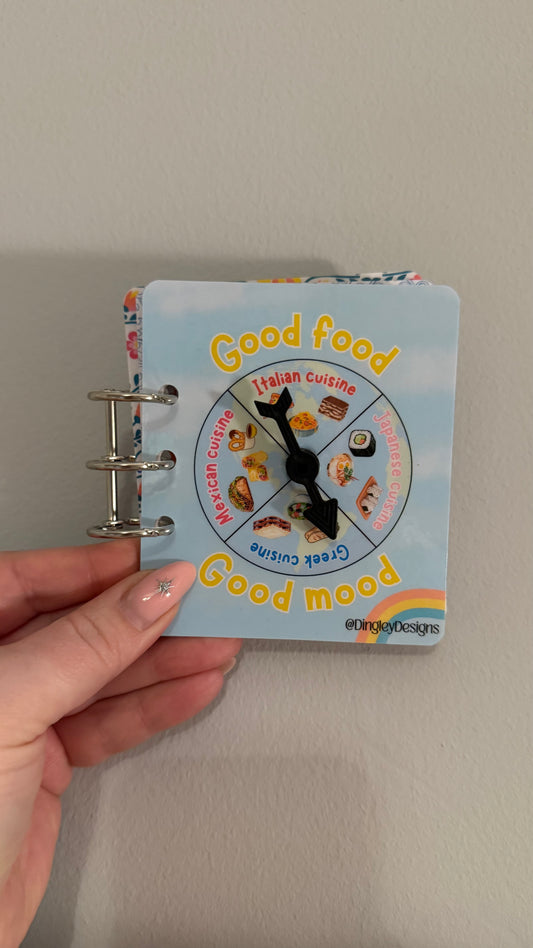 Good food
Italian cuisine
Mexican cuisine
Japanese cuisine
Greek cuisine
Good mood
@DingleyDesigns